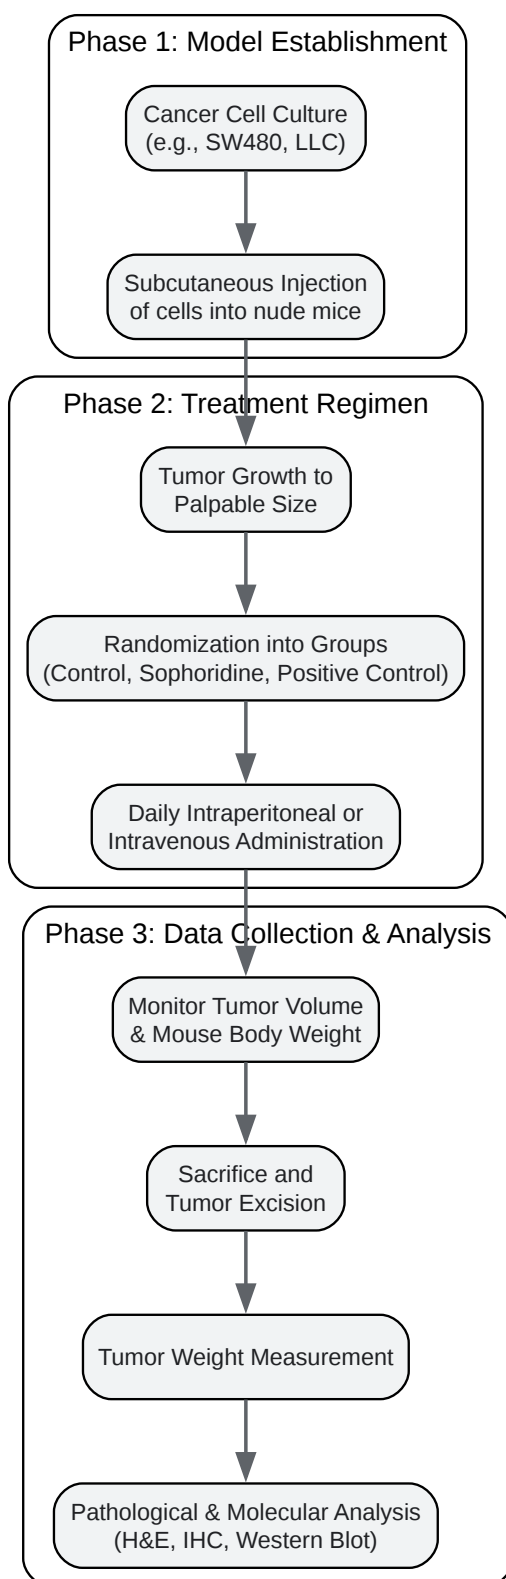 Phase 1: Model Establishment
Cancer Cell Culture
(e.g., SW480, LLC)
Subcutaneous Injection
of cells into nude mice
Phase 2: Treatment Regimen
Tumor Growth to
Palpable Size
Randomization into Groups
(Control, Sophoridine, Positive Control)
Daily Intraperitoneal or
Intravenous Administration
Phase 3: Data Collection & Analysis
Monitor Tumor Volume
& Mouse Body Weight
Sacrifice and
Tumor Excision
Tumor Weight Measurement
Pathological & Molecular Analysis
(H&E, IHC, Western Blot)